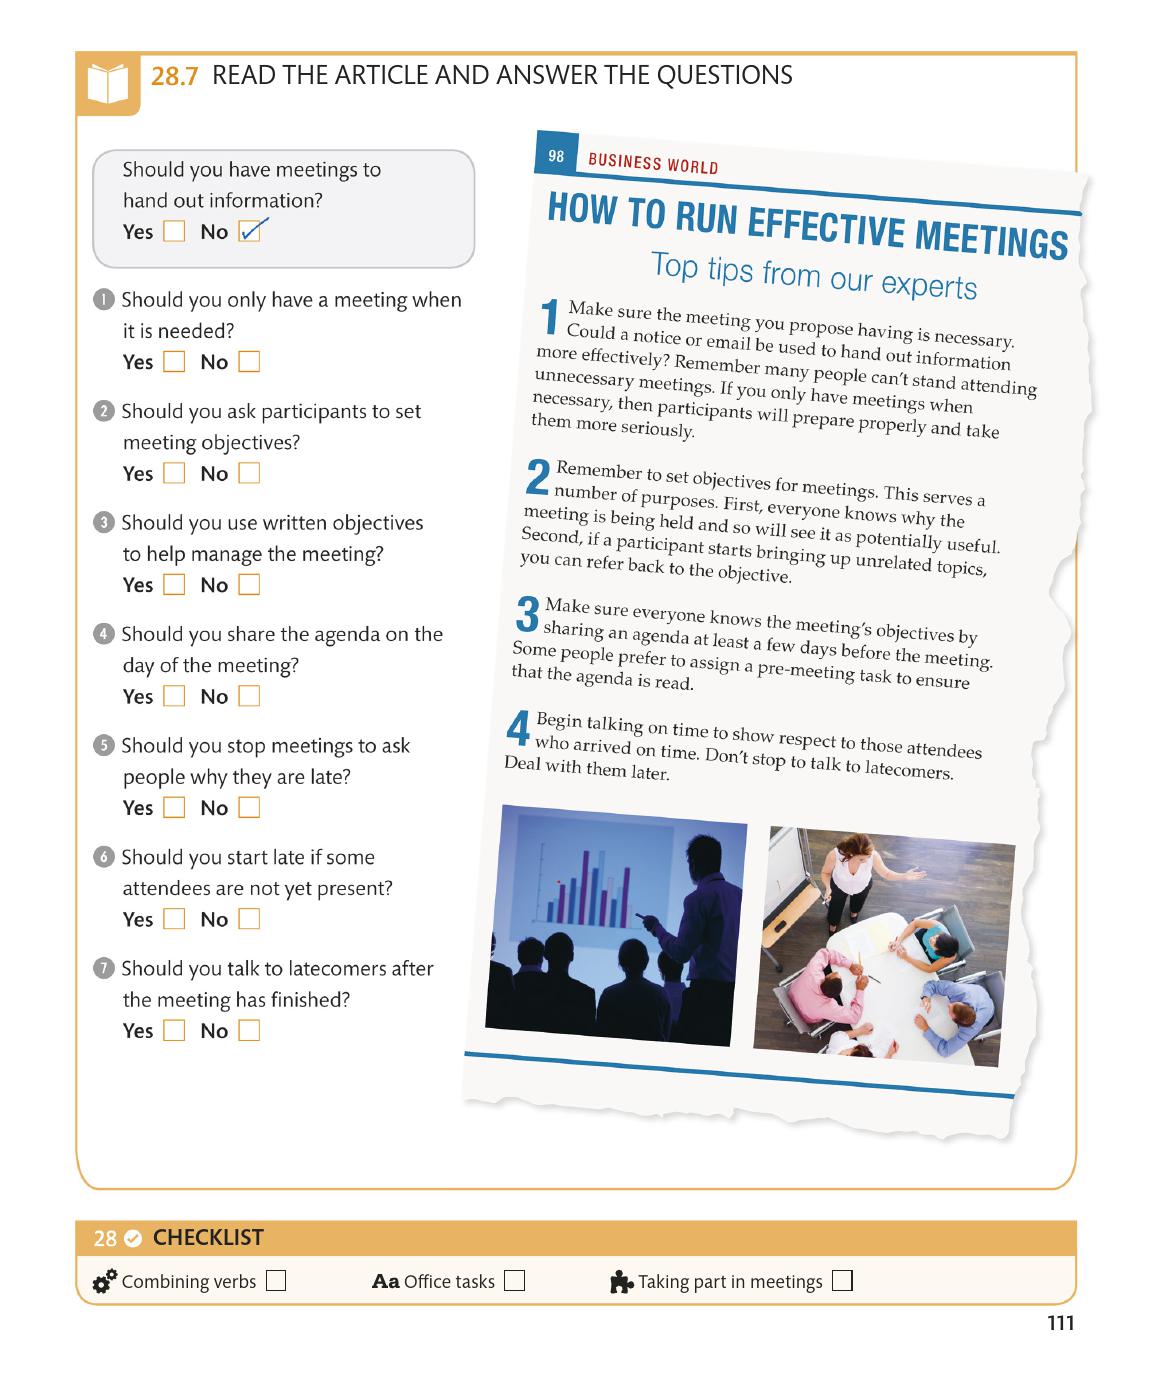 28.7 READ THE ARTICLE AND ANSWER THE QUESTIONS
Should you have meetings to
hand out information?
Yes No
1 Should you only have a meeting when
it is needed?
Yes No
2 Should you ask participants to set
meeting objectives?
Yes No
3 Should you use written objectives
to help manage the meeting?
Yes No
4 Should you share the agenda on the
day of the meeting?
Yes No
5 Should you stop meetings to ask
people why they are late?
Yes No
6 Should you start late if some
attendees are not yet present?
Yes No
7 Should you talk to latecomers after
the meeting has finished?
Yes No
98 BUSINESS WORLD
HOW TO RUN EFFECTIVE MEETINGS
Top tips from our experts
1 Make sure the meeting you propose having is necessary.
Could a notice or email be used to hand out information
more effectively? Remember many people can't stand attending
unnecessary meetings. If you only have meetings when
necessary, then participants will prepare properly and take
them more seriously.
2 Remember to set objectives for meetings. This serves a
number of purposes. First, everyone knows why the
meeting is being held and so will see it as potentially useful.
Second, if a participant starts bringing up unrelated topics,
you can refer back to the objective.
3 Make sure everyone knows the meeting's objectives by
sharing an agenda at least a few days before the meeting.
Some people prefer to assign a pre-meeting task to ensure
that the agenda is read.
4 Begin talking on time to show respect to those attendees
who arrived on time. Don't stop to talk to latecomers.
Deal with them later.
28 CHECKLIST
Combining verbs Aa Office tasks Taking part in meetings
111